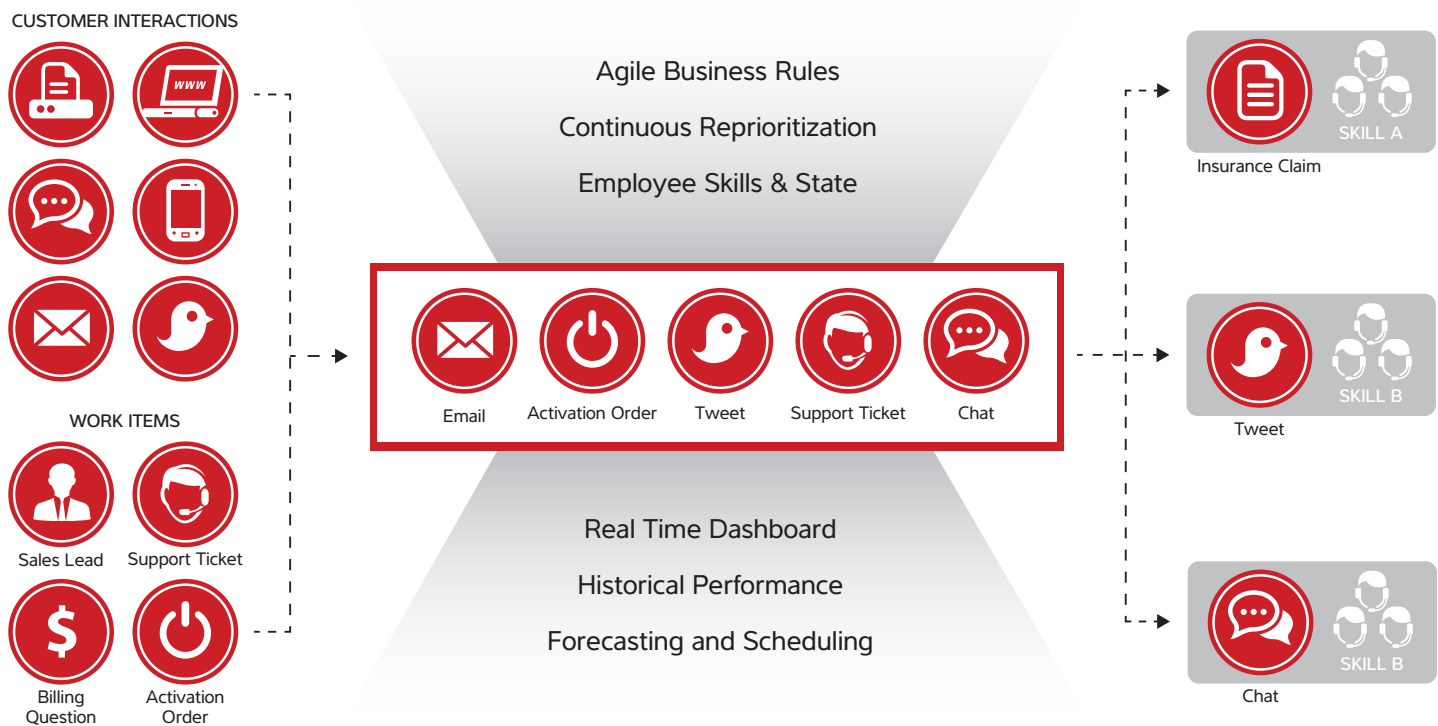 CUSTOMER INTERACTIONS
www
WORK ITEMS
Sales Lead
Support Ticket
$
Billing
Question
Activation
Order
Agile Business Rules
Continuous Reprioritization
Employee Skills & State
Email
Activation Order
Tweet
Support Ticket
Chat
Real Time Dashboard
Historical Performance
Forecasting and Scheduling
SKILL A
Insurance Claim
SKILL B
Tweet
SKILL B
Chat